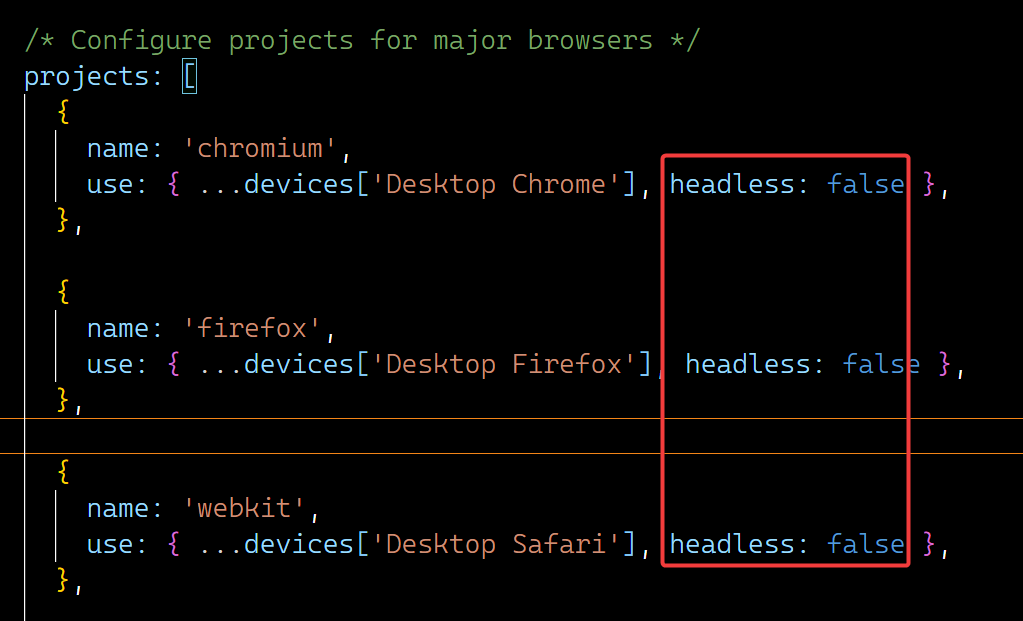 /* Configure projects for major browsers */
projects: [
{
name: 'chromium',
use: { ...devices['Desktop Chrome'], headless: false },
},
{
name: 'firefox',
use: { ...devices['Desktop Firefox'], headless: false },
},
{
name: 'webkit',
use: { ...devices['Desktop Safari'], headless: false },
},